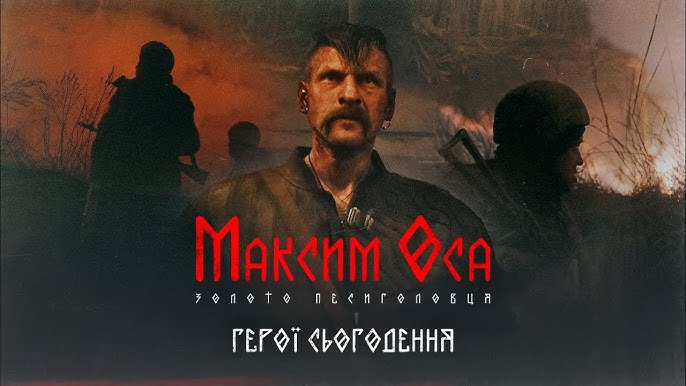 Максим Оса
золото песиголовця
герої сьогодення